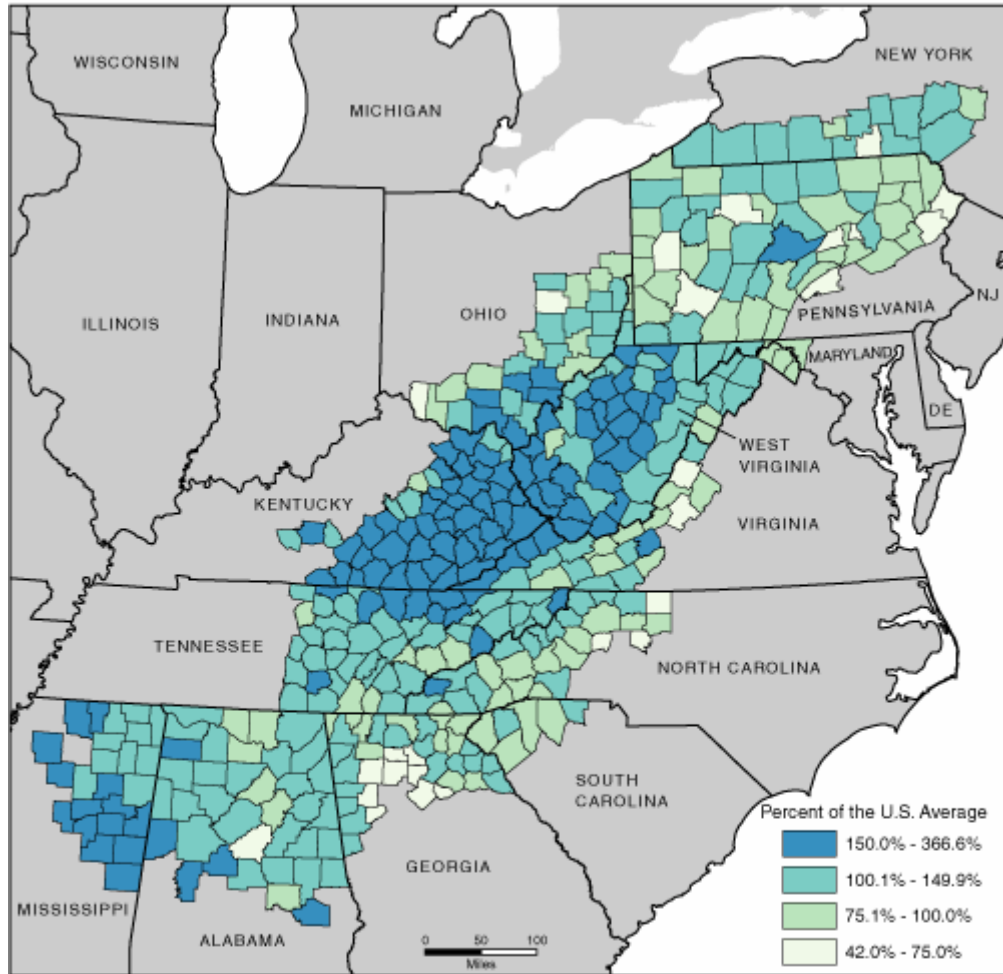 WISCONSIN
NEW YORK
MICHIGAN
PENNSYLVANIA
NJ
ILLINOIS
INDIANA
OHIO
MARYLAND
DE
WEST
VIRGINIA
KENTUCKY
VIRGINIA
TENNESSEE
NORTH CAROLINA
SOUTH
CAROLINA
GEORGIA
MISSISSIPPI
ALABAMA
Percent of the U.S. Average
150.0% - 366.6%
100.1% - 149.9%
75.1% - 100.0%
42.0% - 75.0%
0 50 100
Miles